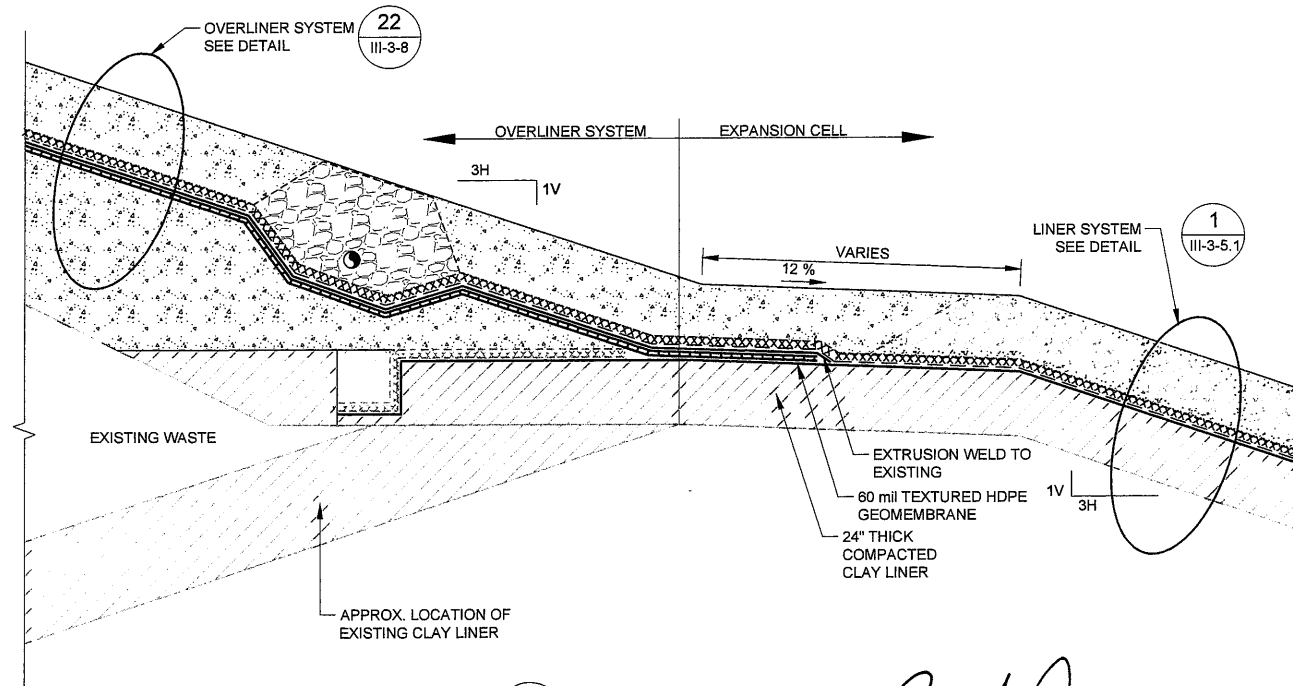 OVERLINER SYSTEM
SEE DETAIL
22
III-3-8
OVERLINER SYSTEM
EXPANSION CELL
3H
1V
LINER SYSTEM
SEE DETAIL
1
III-3-5.1
VARIES
12 %
EXISTING WASTE
EXTRUSION WELD TO
EXISTING
60 mil TEXTURED HDPE
GEOMEMBRANE
24" THICK
COMPACTED
CLAY LINER
1V
3H
APPROX. LOCATION OF
EXISTING CLAY LINER